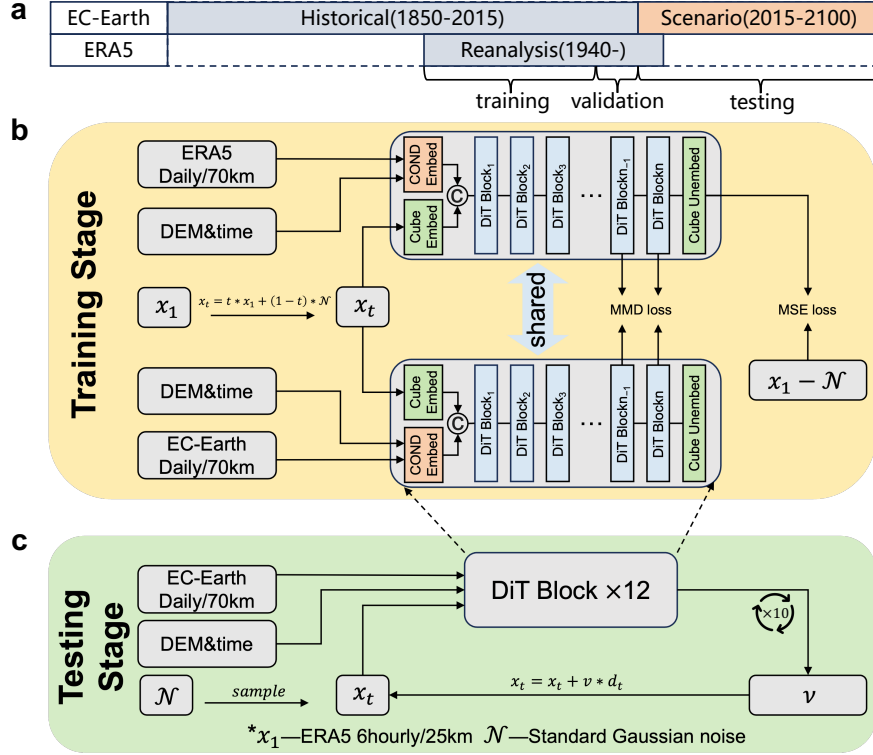 a
EC-Earth
Historical(1850-2015)
Scenario(2015-2100)
ERA5
Reanalysis(1940-)
training
validation
testing
b
Training Stage
ERA5
Daily/70km
DEM&time
COND
Embed
Cube
Embed
C
DiT Block₁
DiT Block₂
DiT Block₃
...
DiT Blockn₋₁
DiT Blockn
Cube Unembed
x₁
xₜ = t * x₁ + (1 − t) * 𝒩
xₜ
shared
MMD loss
MSE loss
x₁ − 𝒩
DEM&time
EC-Earth
Daily/70km
Cube
Embed
COND
Embed
C
DiT Block₁
DiT Block₂
DiT Block₃
...
DiT Blockn₋₁
DiT Blockn
Cube Unembed
c
Testing
Stage
EC-Earth
Daily/70km
DEM&time
DiT Block ×12
×10
𝒩
sample
xₜ
xₜ = xₜ + v * dₜ
v
*x₁—ERA5 6hourly/25km 𝒩—Standard Gaussian noise